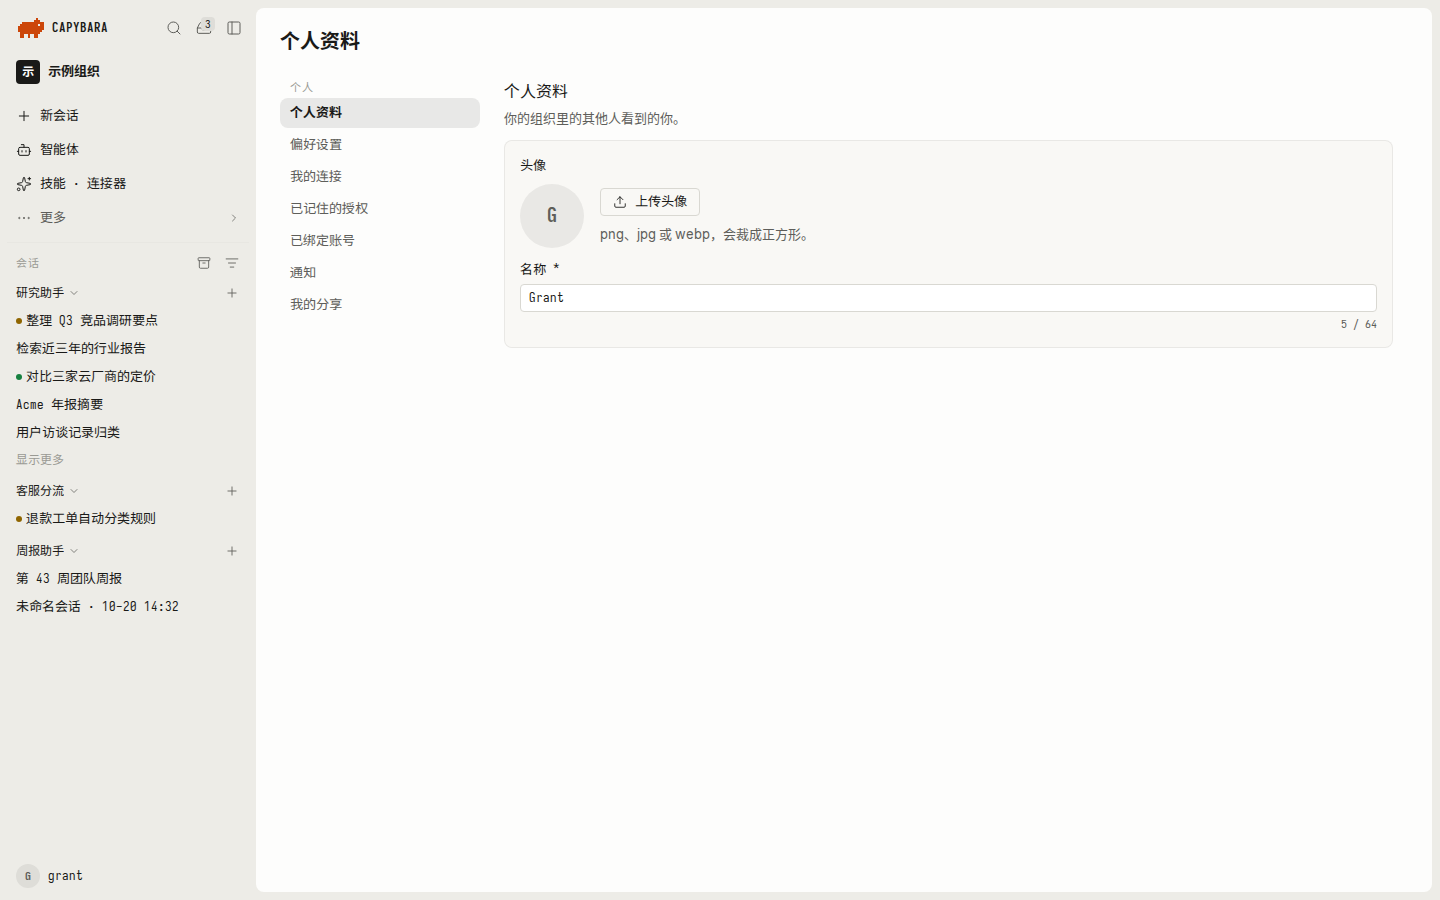 CAPYBARA
3
示 示例组织
新会话
智能体
技能 · 连接器
更多
会话
研究助手
整理 Q3 竞品调研要点
检索近三年的行业报告
对比三家云厂商的定价
Acme 年报摘要
用户访谈记录归类
显示更多
客服分流
退款工单自动分类规则
周报助手
第 43 周团队周报
未命名会话 · 10-20 14:32
G grant
个人资料
个人
个人资料
偏好设置
我的连接
已记住的授权
已绑定账号
通知
我的分享
个人资料
你的组织里的其他人看到的你。
头像
G
上传头像
png、jpg 或 webp，会裁成正方形。
名称 *
Grant
5 / 64